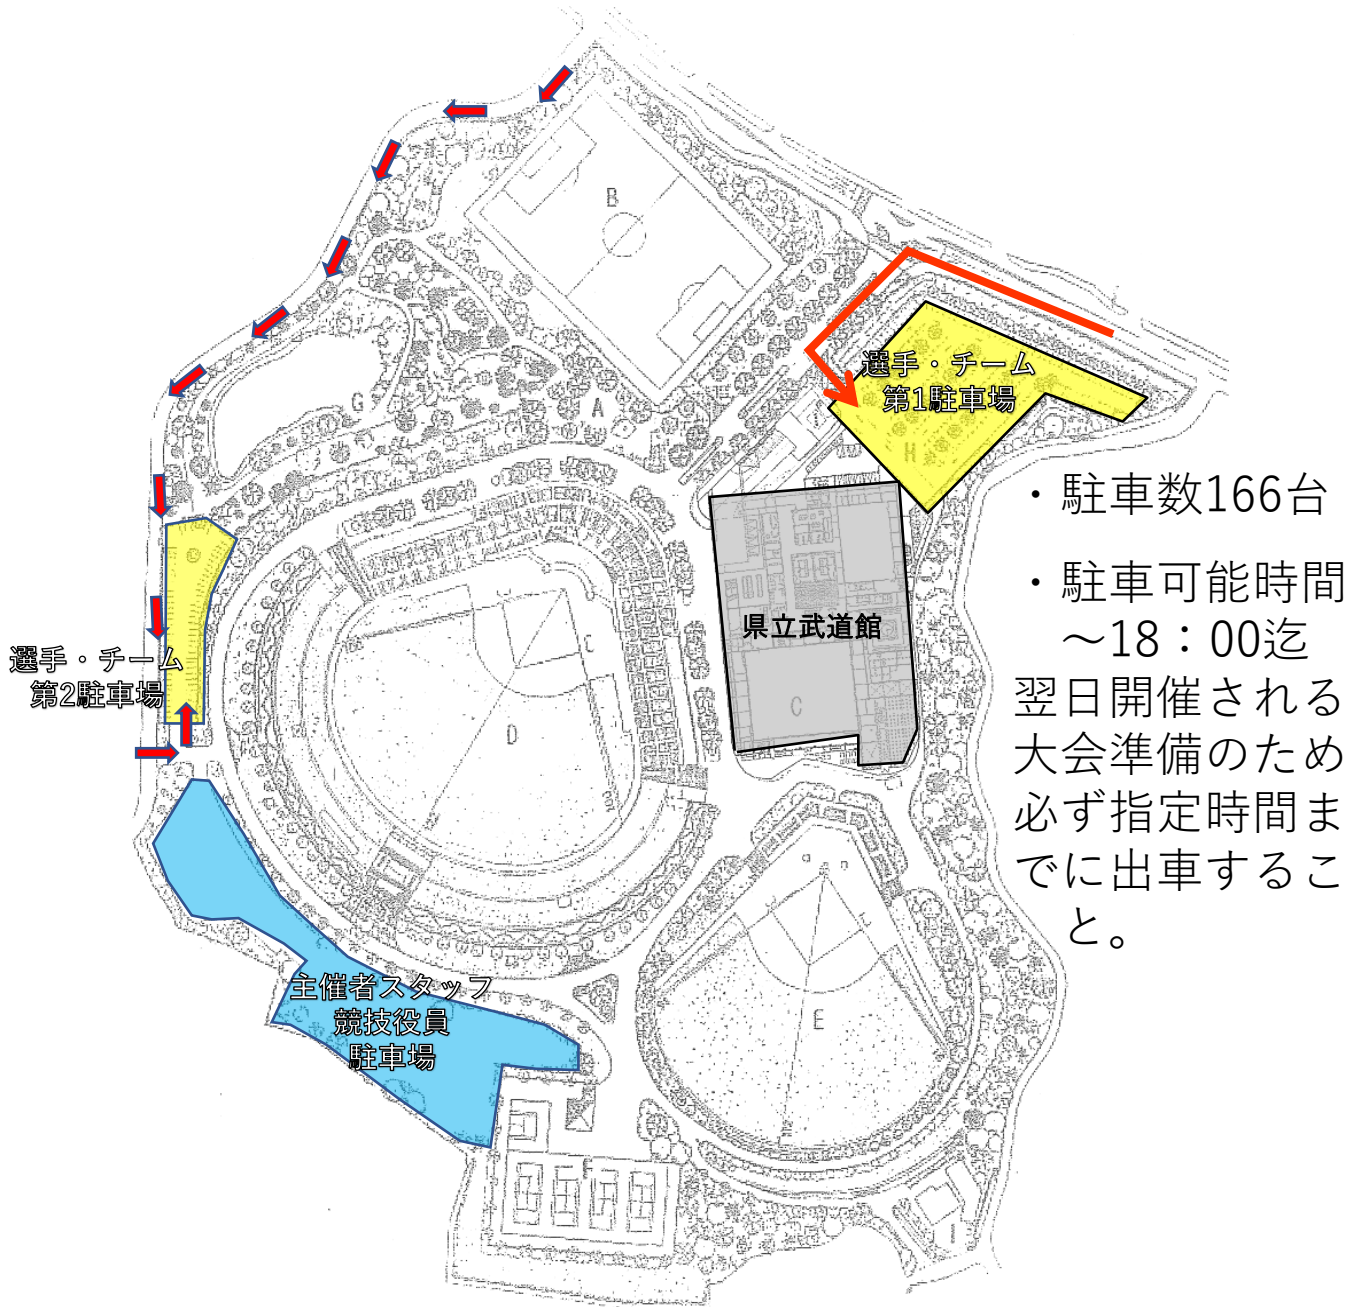 B
選手・チーム
第1駐車場
G
A
H
・駐車数166台
・駐車可能時間
～18：00迄
翌日開催される
大会準備のため
必ず指定時間ま
でに出車するこ
と。
県立武道館
選手・チーム
第2駐車場
C
D
主催者スタッフ
競技役員
駐車場
E
I